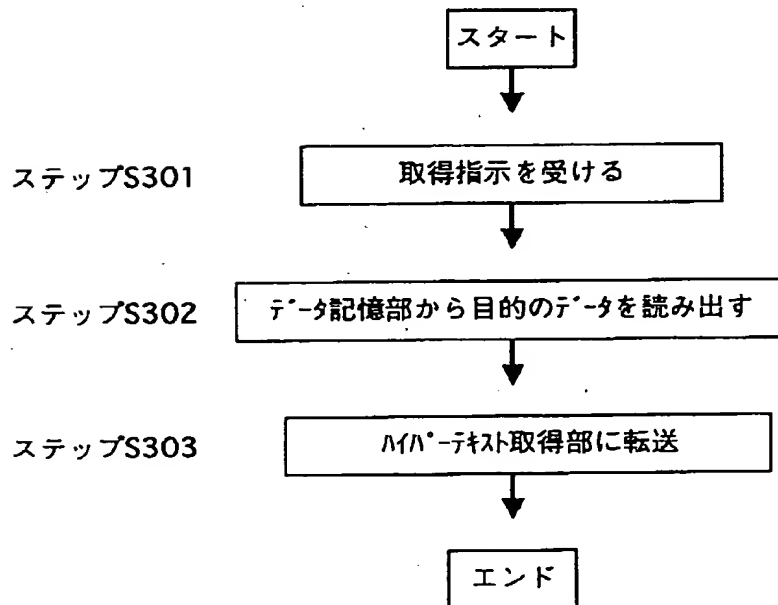 スタート
ステップS301 取得指示を受ける
ステップS302 ﾃﾞｰﾀ記憶部から目的のﾃﾞｰﾀを読み出す
ステップS303 ﾊｲﾊﾟｰﾃｷｽﾄ取得部に転送
エンド